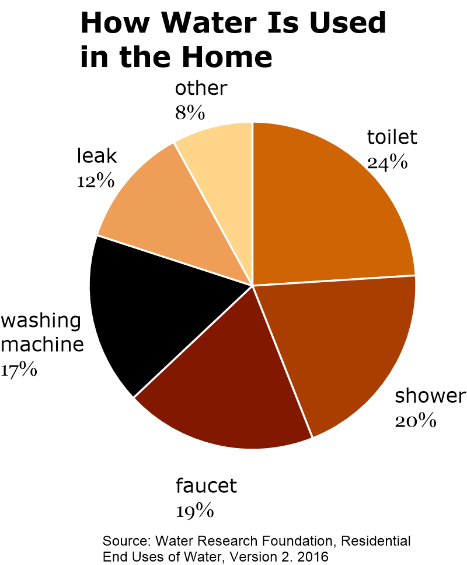 How Water Is Used
in the Home
other
8%
toilet
24%
leak
12%
washing
machine
17%
shower
20%
faucet
19%
Source: Water Research Foundation, Residential
End Uses of Water, Version 2. 2016